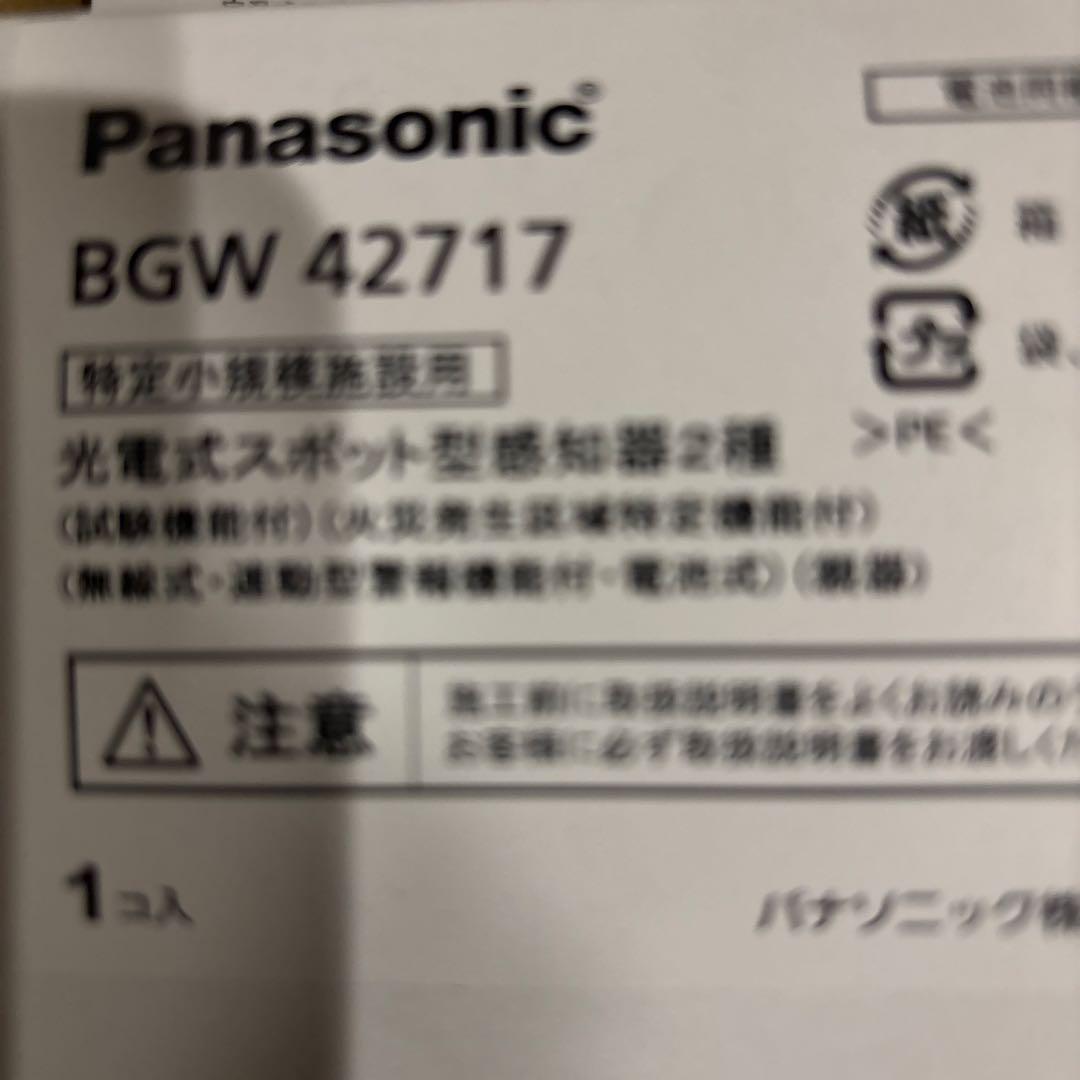 Panasonic®
BGW 42717
特定小規模施設用
光電式スポット型感知器2種
(試験機能付)(火災発生区域特定機能付)
(無線式・連動型警報機能付・電池式)(親器)
紙 箱
プラ 袋、
>PE<
注意
施工前に取扱説明書をよくお読みの
お客様に必ず取扱説明書をお渡しくだ
1コ入
パナソニック株